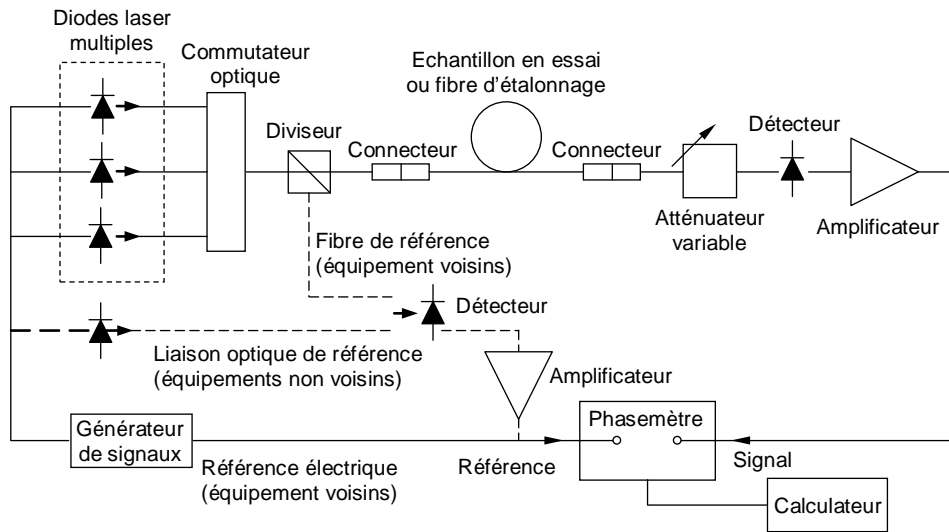 Diodes laser
multiples
Commutateur
optique
Echantillon en essai
ou fibre d'étalonnage
Diviseur
Connecteur
Connecteur
Détecteur
Atténuateur
variable
Amplificateur
Fibre de référence
(équipement voisins)
Détecteur
Liaison optique de référence
(équipements non voisins)
Amplificateur
Générateur
de signaux
Phasemètre
Référence électrique
(équipement voisins)
Référence
Signal
Calculateur